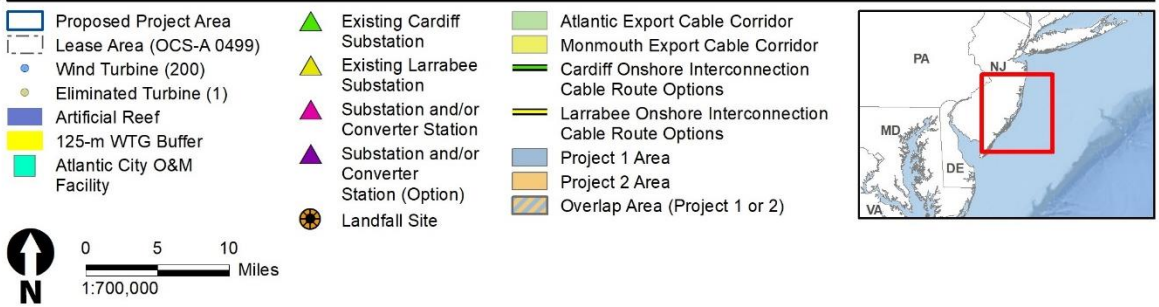 Proposed Project Area
Lease Area (OCS-A 0499)
Wind Turbine (200)
Eliminated Turbine (1)
Artificial Reef
125-m WTG Buffer
Atlantic City O&M
Facility
Existing Cardiff
Substation
Existing Larrabee
Substation
Substation and/or
Converter Station
Substation and/or
Converter
Station (Option)
Landfall Site
Atlantic Export Cable Corridor
Monmouth Export Cable Corridor
Cardiff Onshore Interconnection
Cable Route Options
Larrabee Onshore Interconnection
Cable Route Options
Project 1 Area
Project 2 Area
Overlap Area (Project 1 or 2)
PA
NJ
MD
DE
VA
N
0 5 10
Miles
1:700,000